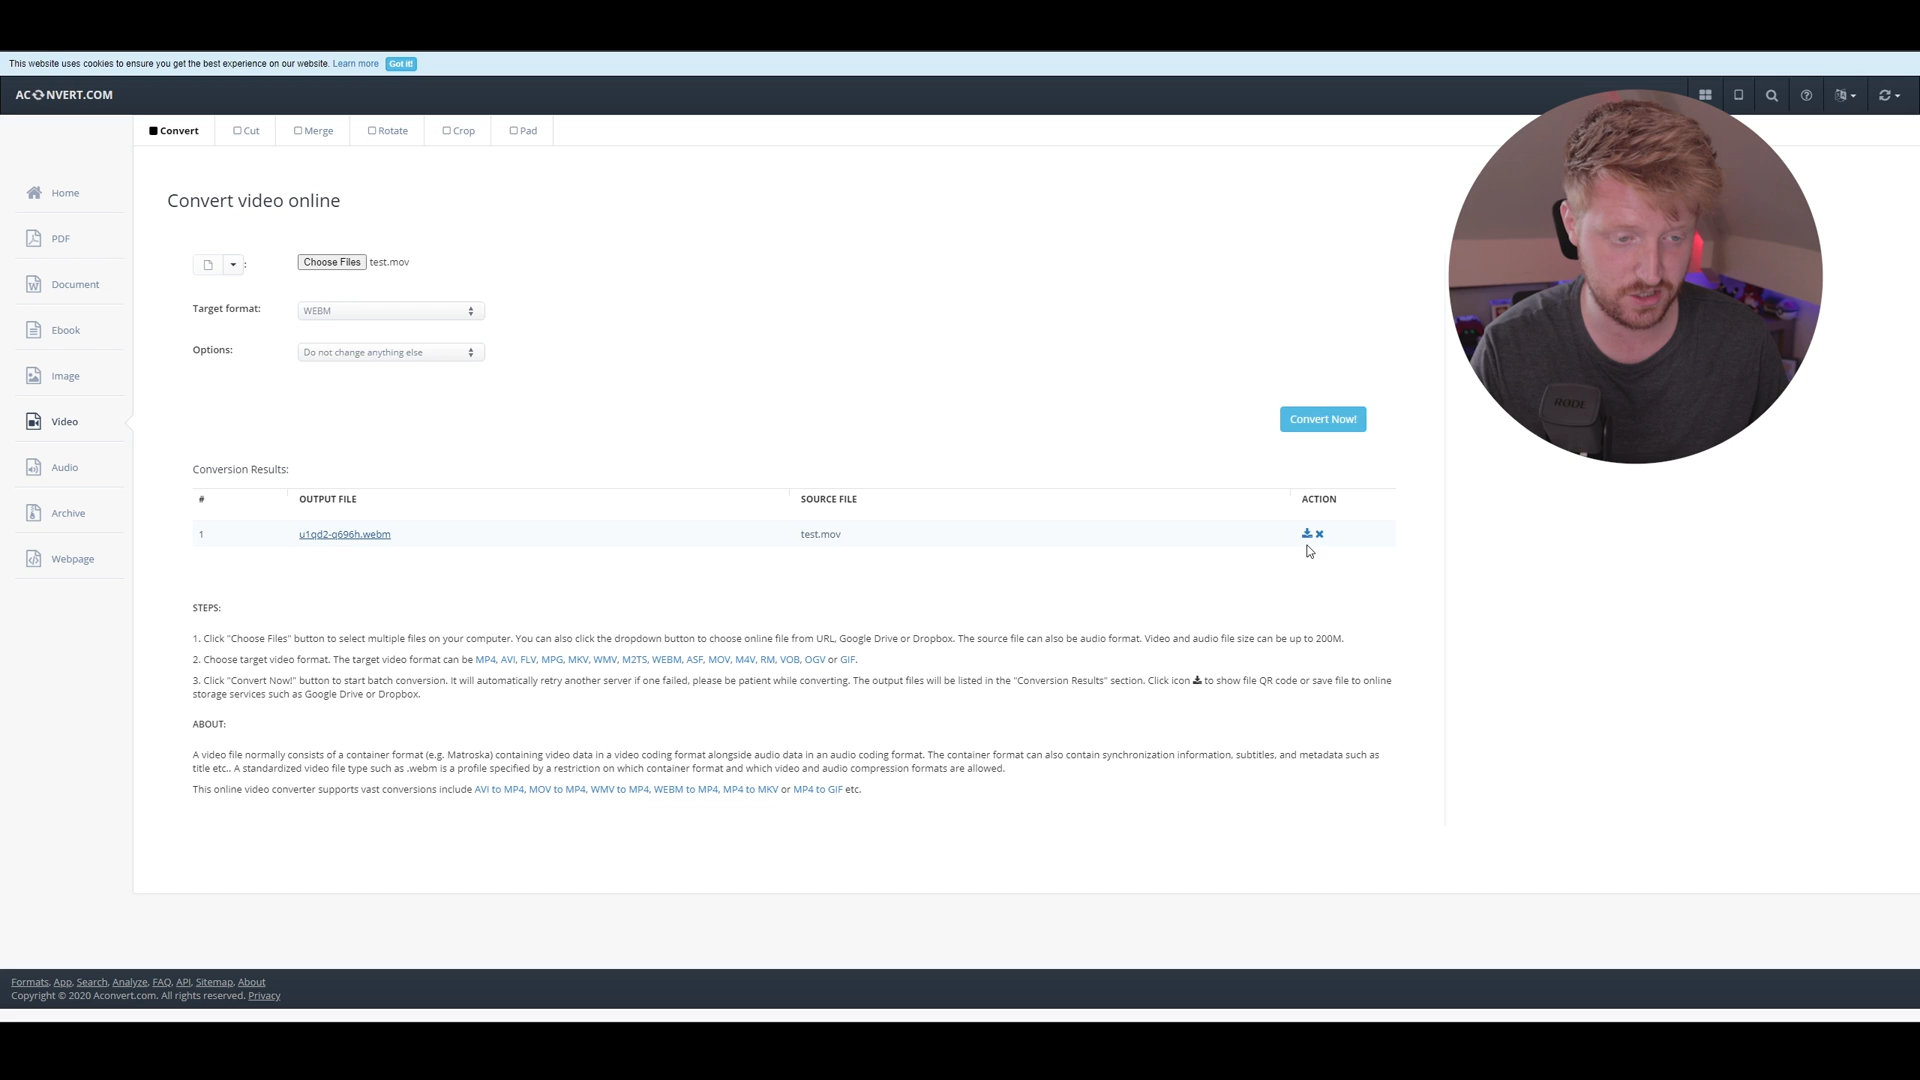 This website uses cookies to ensure you get the best experience on our website. Learn more Got it!
ACONVERT.COM
Convert Cut Merge Rotate Crop Pad
Home
PDF
Document
Ebook
Image
Video
Audio
Archive
Webpage
Convert video online
: Choose Files test.mov
Target format: WEBM
Options: Do not change anything else
Convert Now!
Conversion Results:
# OUTPUT FILE SOURCE FILE ACTION
1 u1qd2-q696h.webm test.mov
STEPS:
1. Click "Choose Files" button to select multiple files on your computer. You can also click the dropdown button to choose online file from URL, Google Drive or Dropbox. The source file can also be audio format. Video and audio file size can be up to 200M.
2. Choose target video format. The target video format can be MP4, AVI, FLV, MPG, MKV, WMV, M2TS, WEBM, ASF, MOV, M4V, RM, VOB, OGV or GIF.
3. Click "Convert Now!" button to start batch conversion. It will automatically retry another server if one failed, please be patient while converting. The output files will be listed in the "Conversion Results" section. Click icon to show file QR code or save file to online
storage services such as Google Drive or Dropbox.
ABOUT:
A video file normally consists of a container format (e.g. Matroska) containing video data in a video coding format alongside audio data in an audio coding format. The container format can also contain synchronization information, subtitles, and metadata such as
title etc.. A standardized video file type such as .webm is a profile specified by a restriction on which container format and which video and audio compression formats are allowed.
This online video converter supports vast conversions include AVI to MP4, MOV to MP4, WMV to MP4, WEBM to MP4, MP4 to MKV or MP4 to GIF etc.
RØDE
Formats, App, Search, Analyze, FAQ, API, Sitemap, About
Copyright © 2020 Aconvert.com. All rights reserved. Privacy